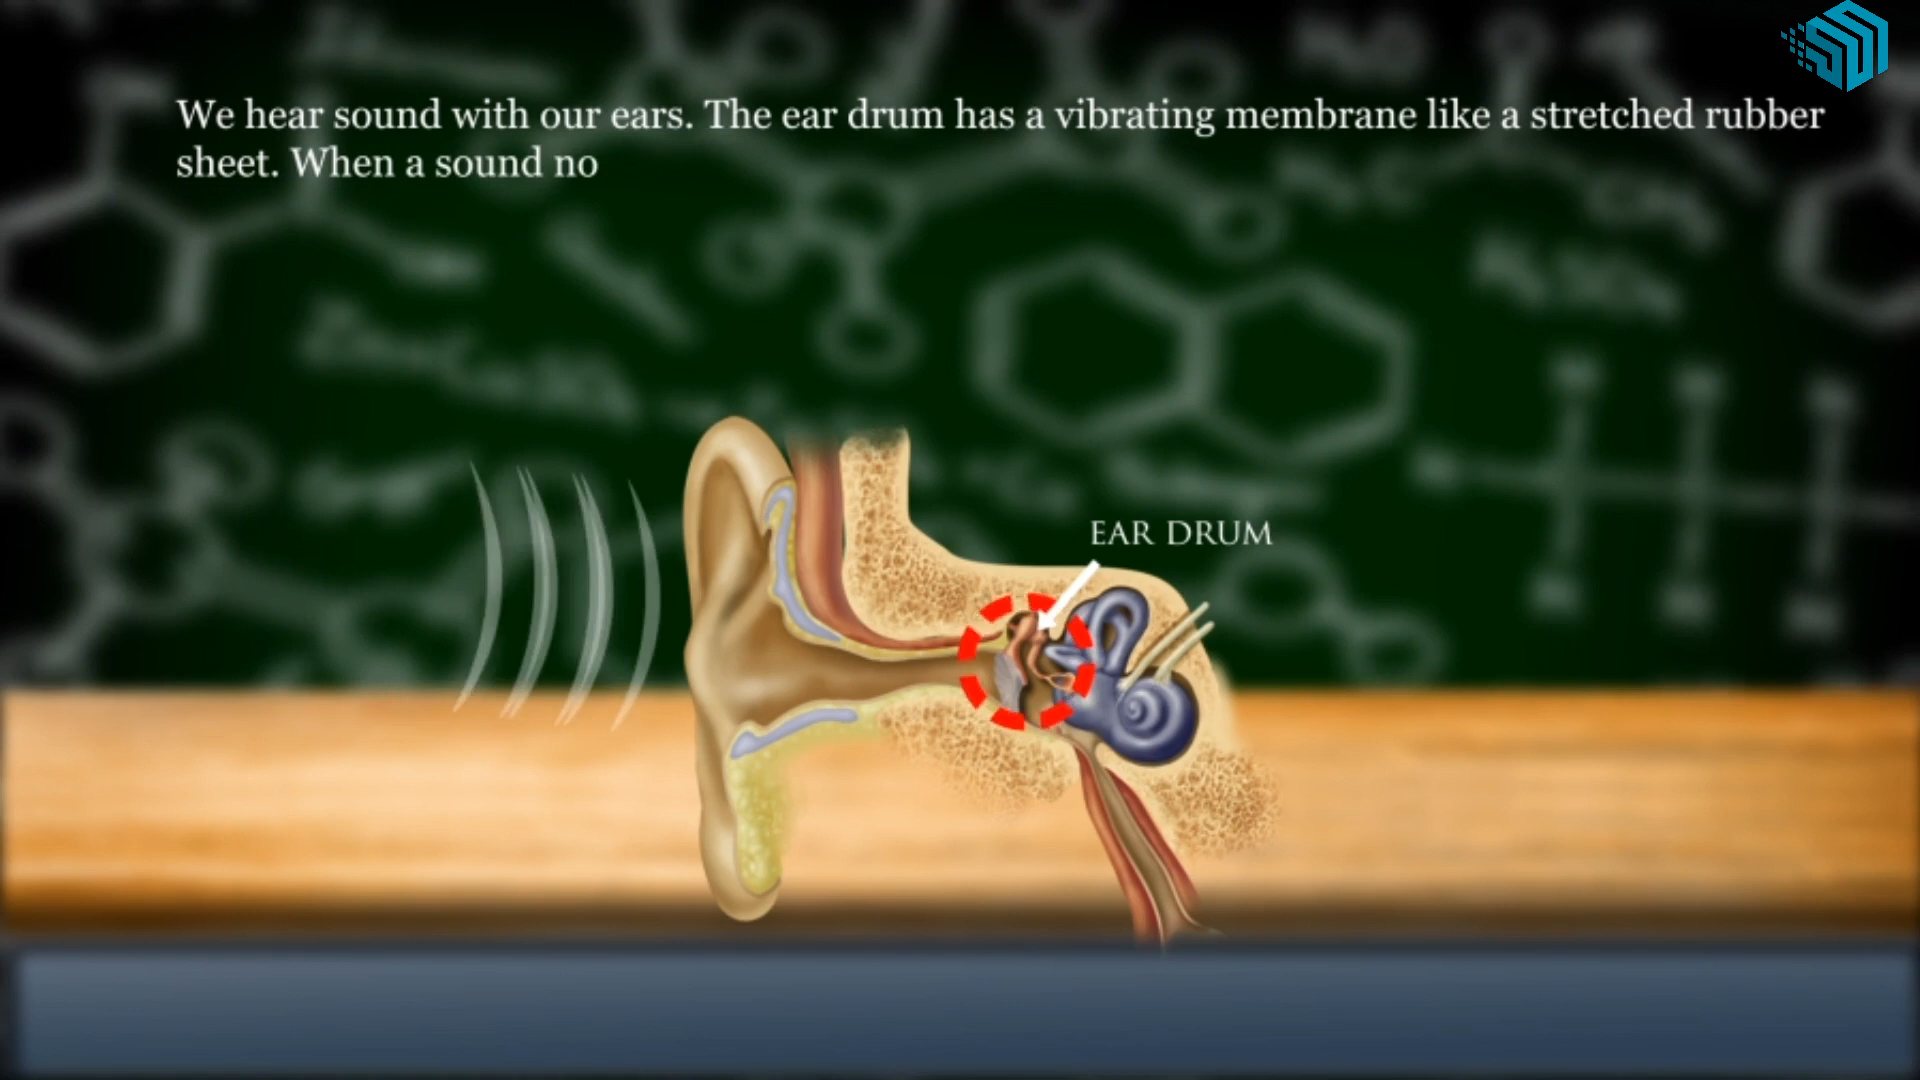 We hear sound with our ears. The ear drum has a vibrating membrane like a stretched rubber
sheet. When a sound no
EAR DRUM